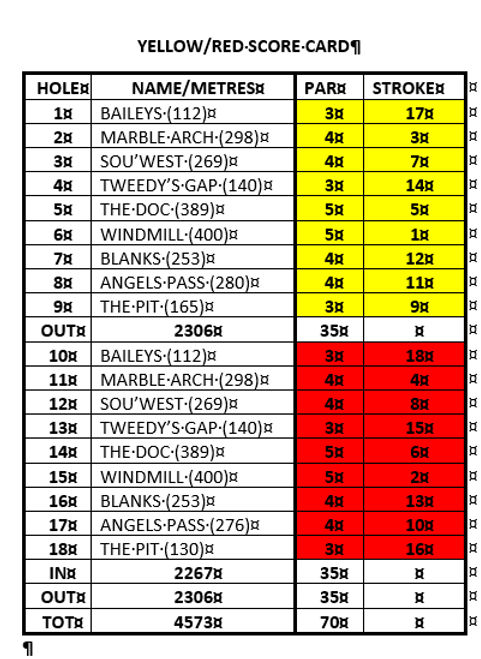 YELLOW/RED·SCORE·CARD¶
HOLE¤ NAME/METRES¤ PAR¤ STROKE¤ ¤
1¤ BAILEYS·(112)¤ 3¤ 17¤ ¤
2¤ MARBLE·ARCH·(298)¤ 4¤ 3¤ ¤
3¤ SOU’WEST·(269)¤ 4¤ 7¤ ¤
4¤ TWEEDY’S·GAP·(140)¤ 3¤ 14¤ ¤
5¤ THE·DOC·(389)¤ 5¤ 5¤ ¤
6¤ WINDMILL·(400)¤ 5¤ 1¤ ¤
7¤ BLANKS·(253)¤ 4¤ 12¤ ¤
8¤ ANGELS·PASS·(280)¤ 4¤ 11¤ ¤
9¤ THE·PIT·(165)¤ 3¤ 9¤ ¤
OUT¤ 2306¤ 35¤ ¤ ¤
10¤ BAILEYS·(112)¤ 3¤ 18¤ ¤
11¤ MARBLE·ARCH·(298)¤ 4¤ 4¤ ¤
12¤ SOU’WEST·(269)¤ 4¤ 8¤ ¤
13¤ TWEEDY’S·GAP·(140)¤ 3¤ 15¤ ¤
14¤ THE·DOC·(389)¤ 5¤ 6¤ ¤
15¤ WINDMILL·(400)¤ 5¤ 2¤ ¤
16¤ BLANKS·(253)¤ 4¤ 13¤ ¤
17¤ ANGELS·PASS·(276)¤ 4¤ 10¤ ¤
18¤ THE·PIT·(130)¤ 3¤ 16¤ ¤
IN¤ 2267¤ 35¤ ¤ ¤
OUT¤ 2306¤ 35¤ ¤ ¤
TOT¤ 4573¤ 70¤ ¤ ¤
¶